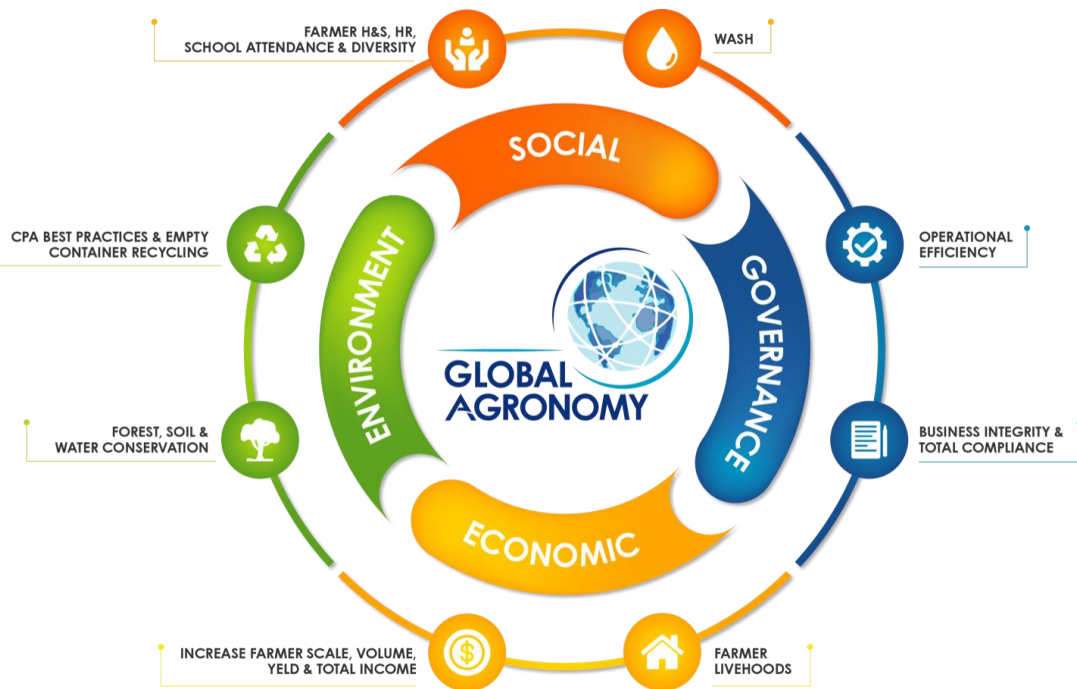 FARMER H&S, HR,
SCHOOL ATTENDANCE & DIVERSITY
WASH
SOCIAL
CPA BEST PRACTICES & EMPTY
CONTAINER RECYCLING
ENVIRONMENT
GOVERNANCE
OPERATIONAL
EFFICIENCY
GLOBAL
AGRONOMY
FOREST, SOIL &
WATER CONSERVATION
BUSINESS INTEGRITY &
TOTAL COMPLIANCE
ECONOMIC
INCREASE FARMER SCALE, VOLUME,
YELD & TOTAL INCOME
FARMER
LIVEHOODS